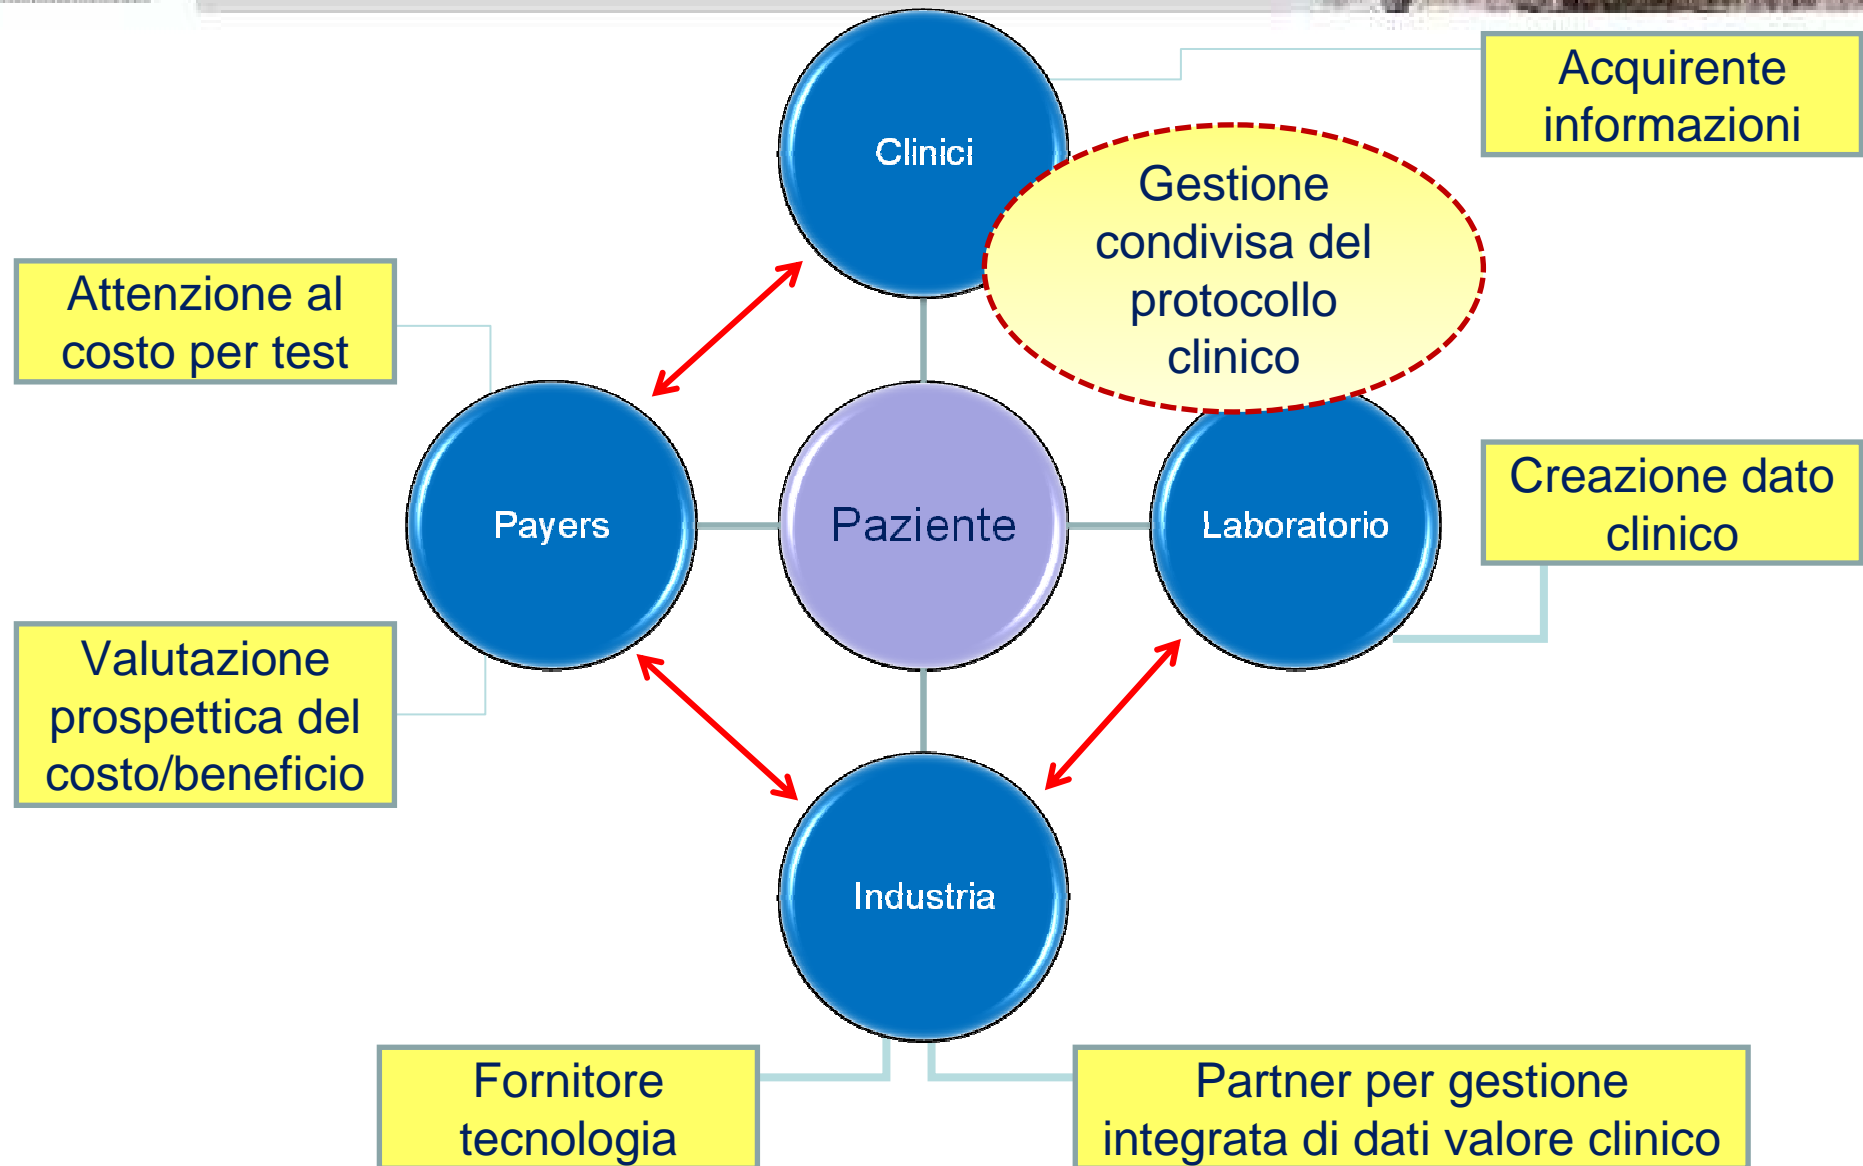 Acquirente
informazioni
Clinici
Gestione
condivisa del
protocollo
clinico
Attenzione al
costo per test
Payers
Paziente
Laboratorio
Creazione dato
clinico
Valutazione
prospettica del
costo/beneficio
Industria
Fornitore
tecnologia
Partner per gestione
integrata di dati valore clinico